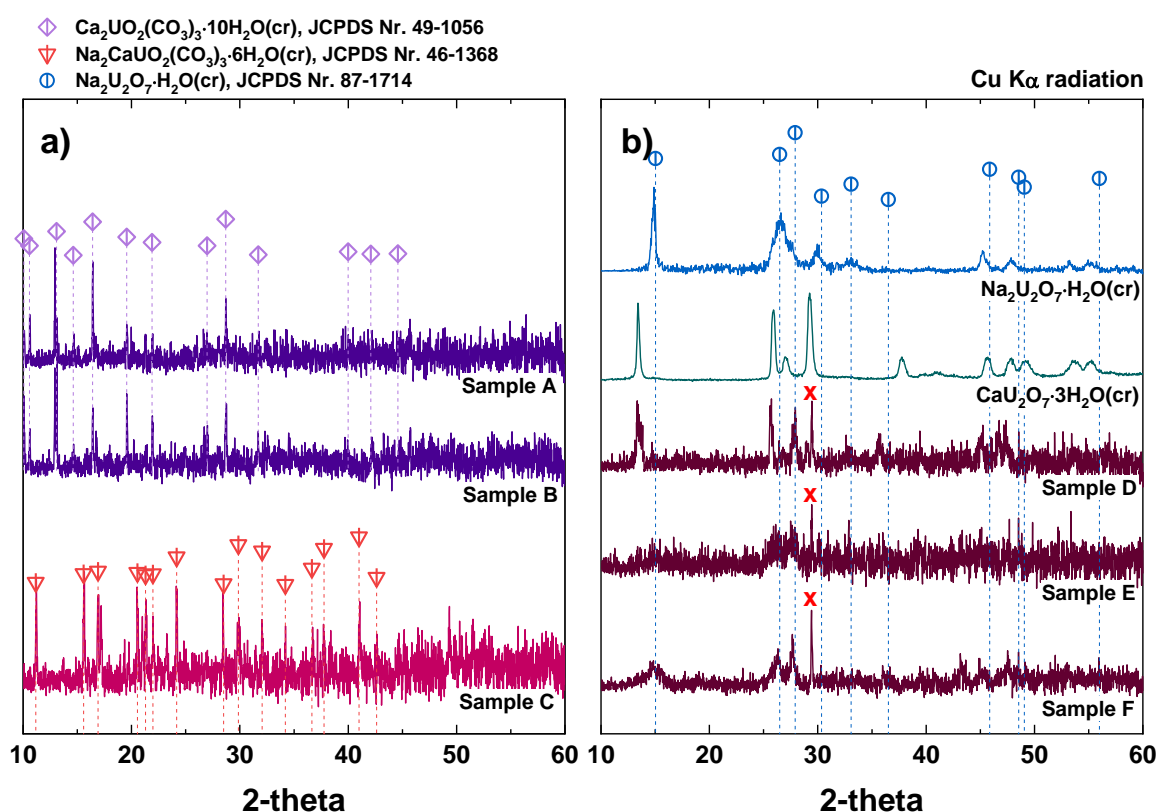 Ca₂UO₂(CO₃)₃·10H₂O(cr), JCPDS Nr. 49-1056
Na₂CaUO₂(CO₃)₃·6H₂O(cr), JCPDS Nr. 46-1368
Na₂U₂O₇·H₂O(cr), JCPDS Nr. 87-1714
Cu Kα radiation
a)
Sample A
Sample B
Sample C
10 20 30 40 50 60
2-theta
b)
Na₂U₂O₇·H₂O(cr)
CaU₂O₇·3H₂O(cr)
x
Sample D
x
Sample E
x
Sample F
10 20 30 40 50 60
2-theta